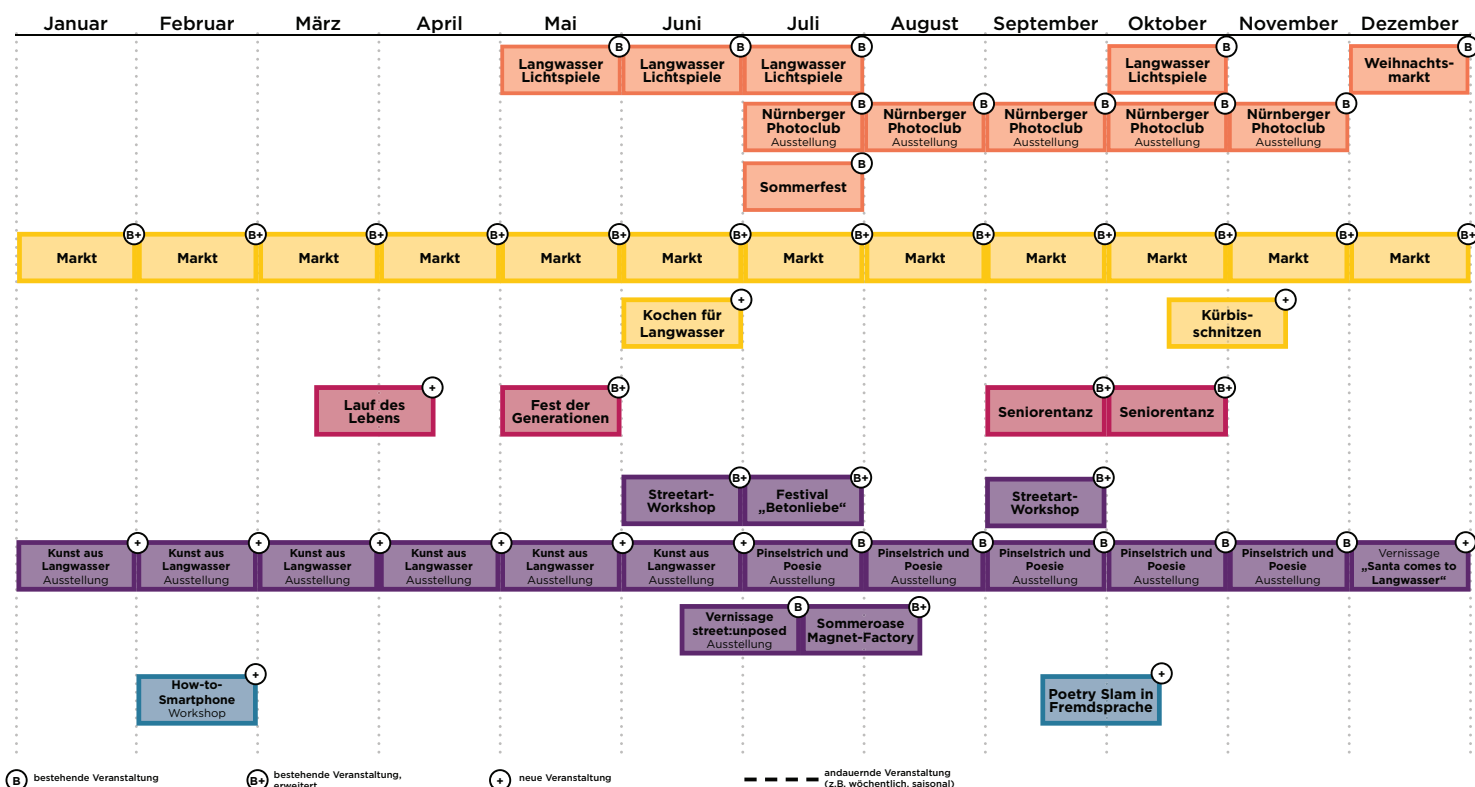 Januar Februar März April Mai Juni Juli August September Oktober November Dezember
B B B B B
Langwasser Langwasser Langwasser Langwasser Weihnachts-
Lichtspiele Lichtspiele Lichtspiele Lichtspiele markt
B B B B B
Nürnberger Nürnberger Nürnberger Nürnberger Nürnberger
Photoclub Photoclub Photoclub Photoclub Photoclub
Ausstellung Ausstellung Ausstellung Ausstellung Ausstellung
B
Sommerfest
B+ B+ B+ B+ B+ B+ B+ B+ B+ B+ B+ B+
Markt Markt Markt Markt Markt Markt Markt Markt Markt Markt Markt Markt
+ +
Kochen für Kürbis-
Langwasser schnitzen
+ B+ B+ B+
Lauf des Fest der Seniorentanz Seniorentanz
Lebens Generationen
B+ B+ B+
Streetart- Festival Streetart-
Workshop „Betonliebe“ Workshop
+ + + + + + B B B B B +
Kunst aus Kunst aus Kunst aus Kunst aus Kunst aus Kunst aus Pinselstrich und Pinselstrich und Pinselstrich und Pinselstrich und Pinselstrich und Vernissage
Langwasser Langwasser Langwasser Langwasser Langwasser Langwasser Poesie Poesie Poesie Poesie Poesie „Santa comes to
Ausstellung Ausstellung Ausstellung Ausstellung Ausstellung Ausstellung Ausstellung Ausstellung Ausstellung Ausstellung Ausstellung Langwasser“
B B+
Vernissage Sommeroase
street:unposed Magnet-Factory
Ausstellung
+ +
How-to- Poetry Slam in
Smartphone Fremdsprache
Workshop
B bestehende Veranstaltung B+ bestehende Veranstaltung, + neue Veranstaltung andauernde Veranstaltung
erweitert (z.B. wöchentlich, saisonal)